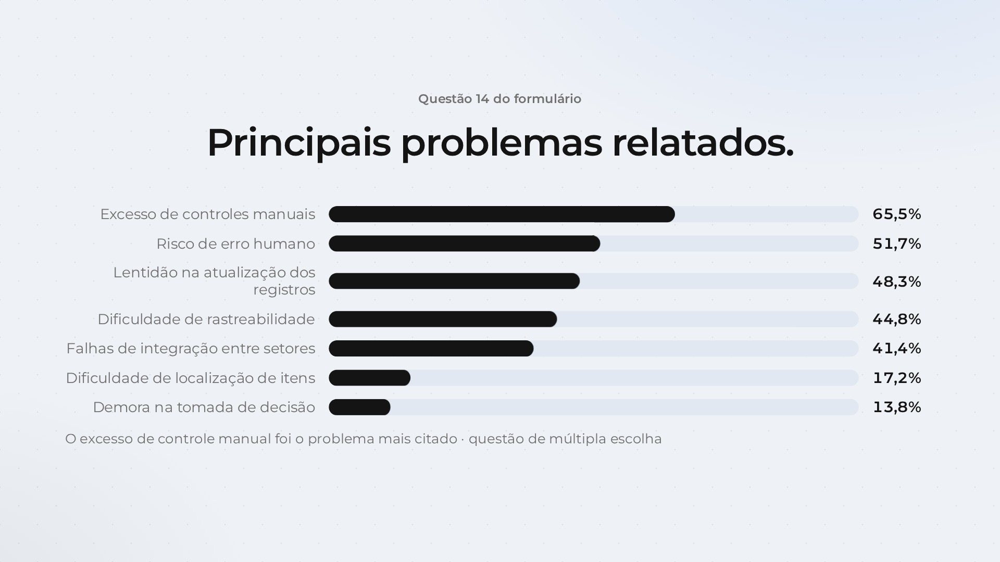 Questão 14 do formulário
Principais problemas relatados.
Excesso de controles manuais 65,5%
Risco de erro humano 51,7%
Lentidão na atualização dos
registros 48,3%
Dificuldade de rastreabilidade 44,8%
Falhas de integração entre setores 41,4%
Dificuldade de localização de itens 17,2%
Demora na tomada de decisão 13,8%
O excesso de controle manual foi o problema mais citado · questão de múltipla escolha